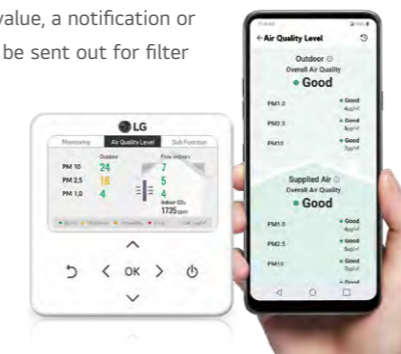 value, a notification or
be sent out for filter
LG
Monitoring Air Quality Level Sub Function
Outdoor
PM 10 24 7
PM 2.5 18 5
PM 1.0 4 4
Indoor CO₂
1735 ppm
OK
← Air Quality Level
Outdoor
Overall Air Quality
Good
PM1.0 Good
PM2.5 Good
PM10 Good
Supplied Air
Overall Air Quality
Good
PM1.0 Good
PM2.5 Good
PM10 Good
Good